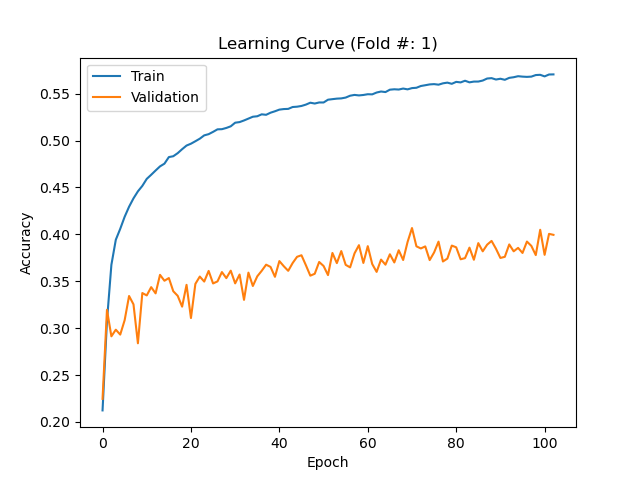 Learning Curve (Fold #: 1)
Train
Validation
Accuracy
0.55
0.50
0.45
0.40
0.35
0.30
0.25
0.20
0 20 40 60 80 100
Epoch